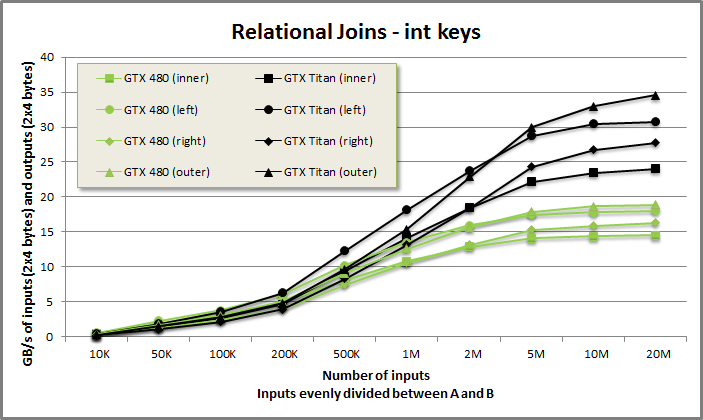 Relational Joins - int keys
GB/s of inputs (2x4 bytes) and outputs (2x4 bytes)
40
35
30
25
20
15
10
5
0
GTX 480 (inner) GTX Titan (inner)
GTX 480 (left) GTX Titan (left)
GTX 480 (right) GTX Titan (right)
GTX 480 (outer) GTX Titan (outer)
10K 50K 100K 200K 500K 1M 2M 5M 10M 20M
Number of inputs
Inputs evenly divided between A and B